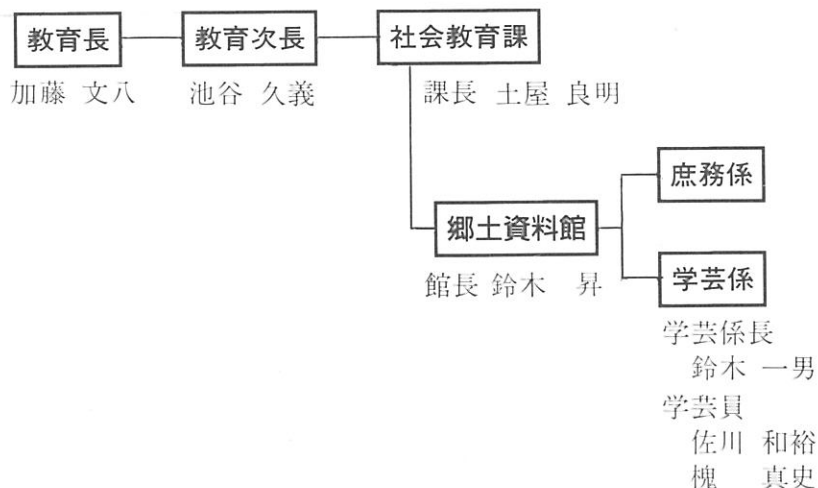 教育長 教育次長 社会教育課
加藤 文八 池谷 久義 課長 土屋 良明
庶務係
郷土資料館
館長 鈴木 昇 学芸係
学芸係長
鈴木 一男
学芸員
佐川 和裕
槐 真史